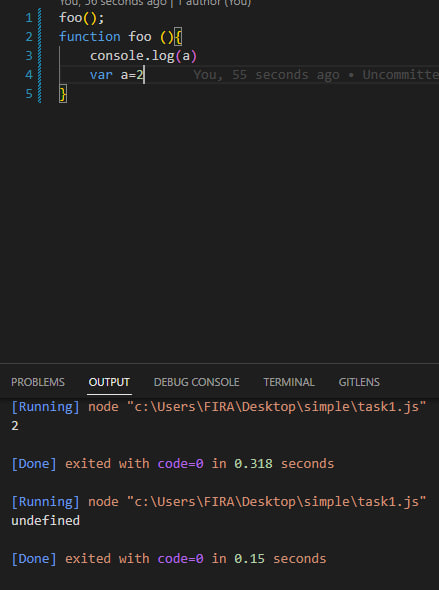 You, 56 seconds ago | 1 author (You)
1 foo();
2 function foo (){
3 console.log(a)
4 var a=2 You, 55 seconds ago • Uncommitte
5 }
PROBLEMS OUTPUT DEBUG CONSOLE TERMINAL GITLENS
[Running] node "c:\Users\FIRA\Desktop\simple\task1.js"
2
[Done] exited with code=0 in 0.318 seconds
[Running] node "c:\Users\FIRA\Desktop\simple\task1.js"
undefined
[Done] exited with code=0 in 0.15 seconds